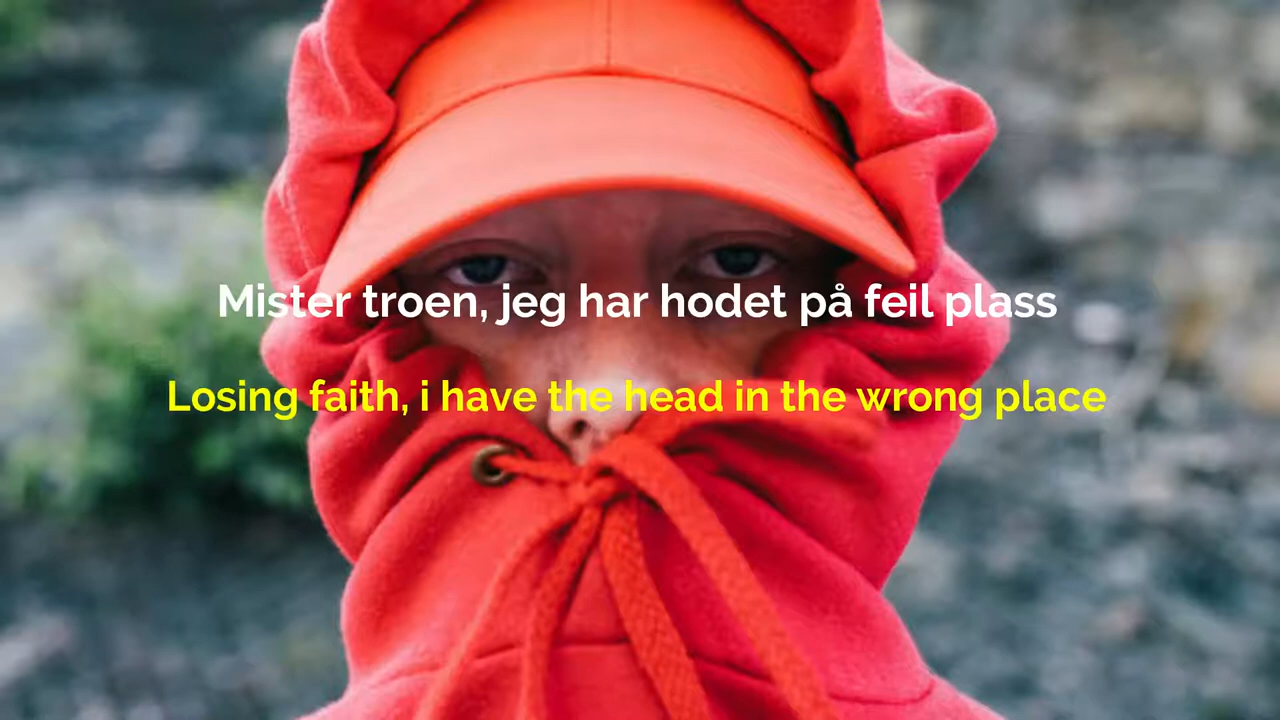 Mister troen, jeg har hodet på feil plass
Losing faith, i have the head in the wrong place